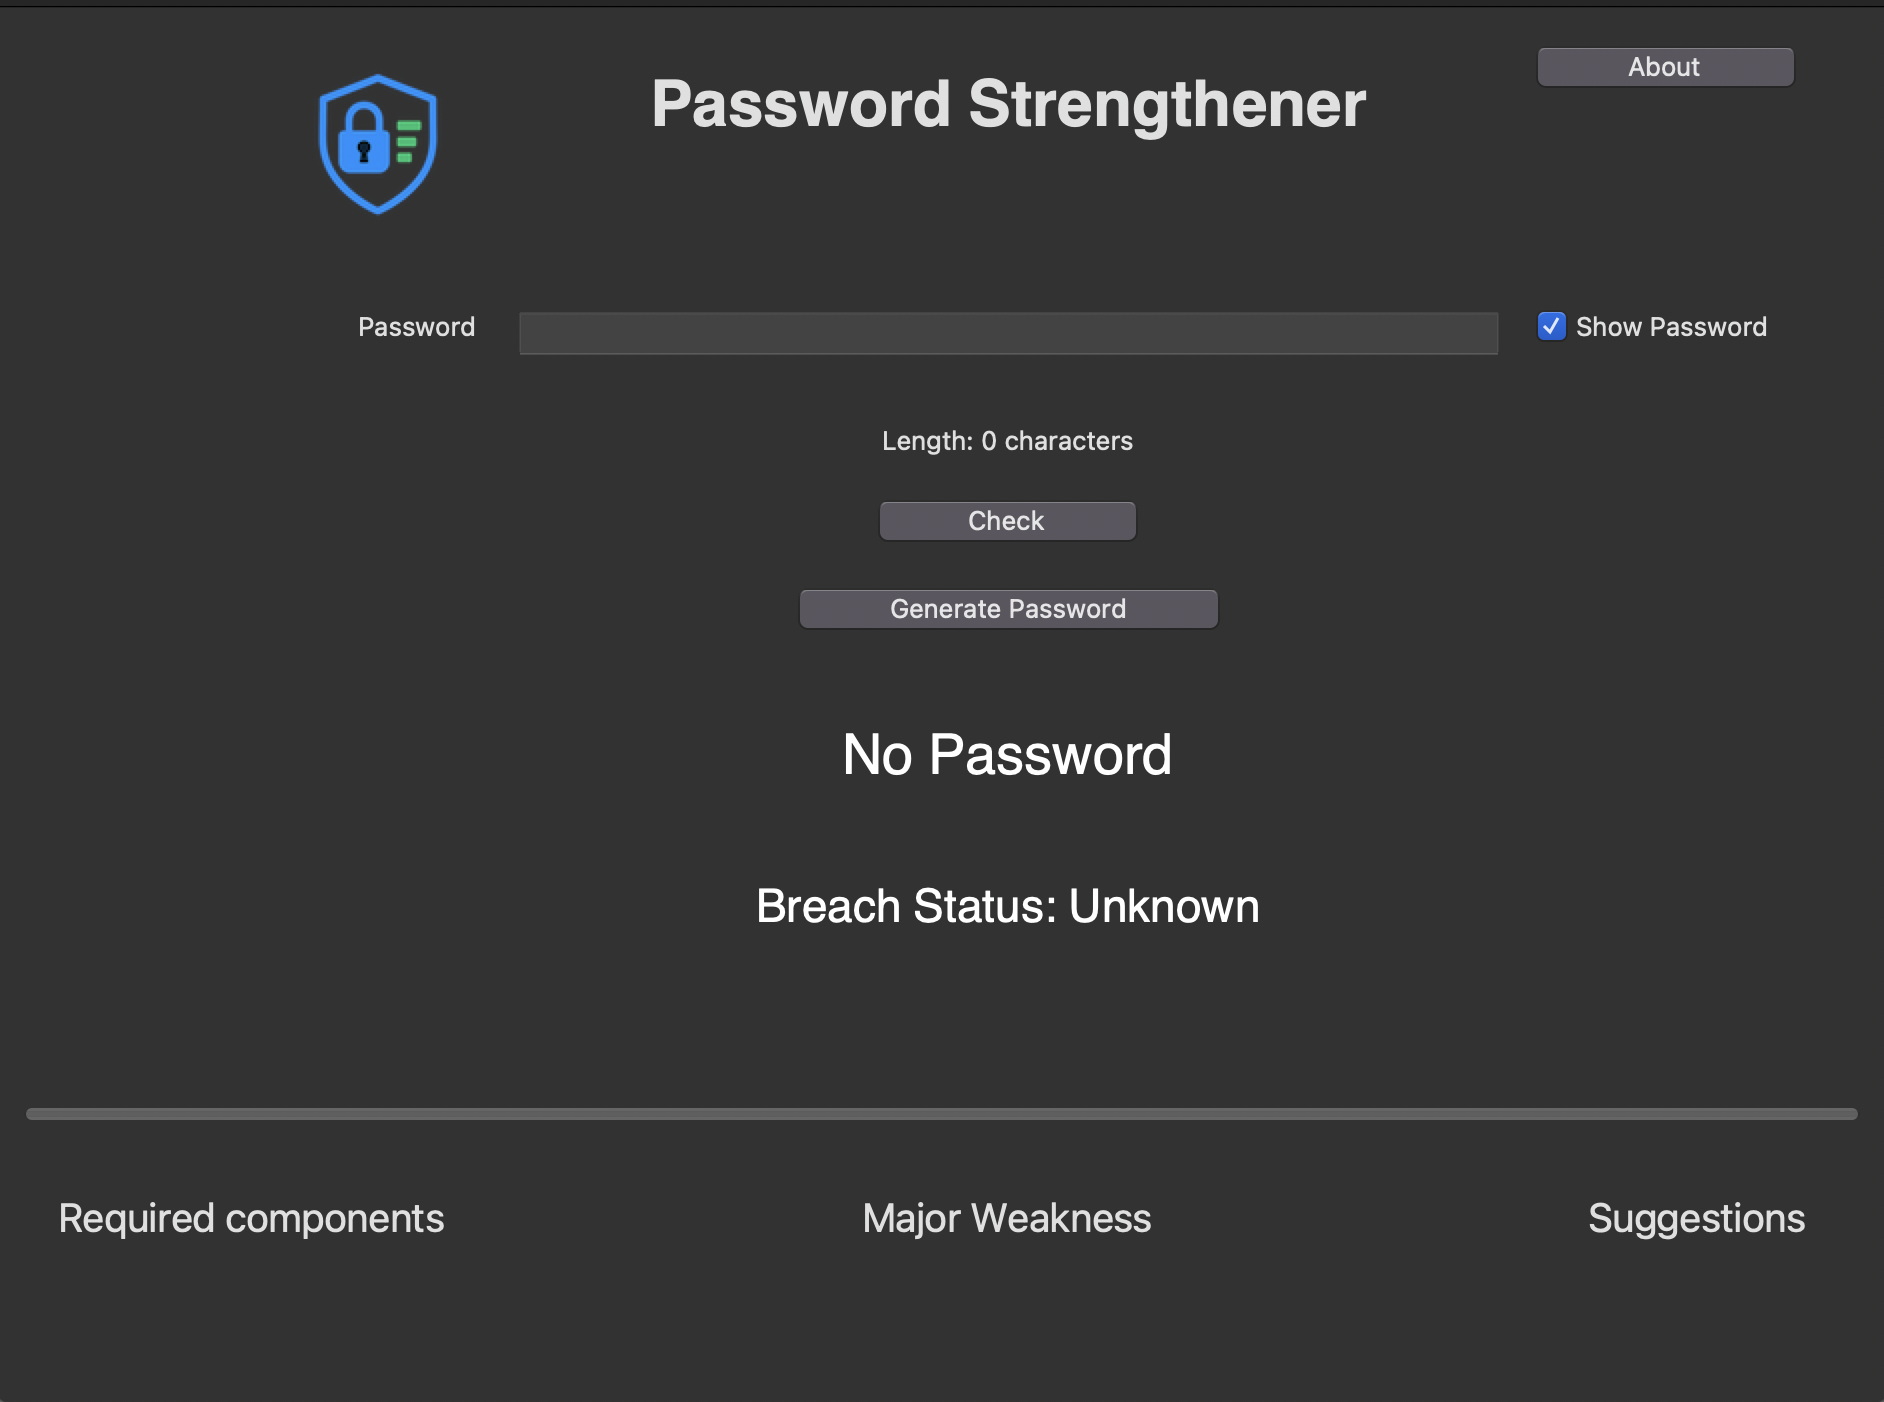 About
Password Strengthener
Password
Show Password
Length: 0 characters
Check
Generate Password
No Password
Breach Status: Unknown
Required components
Major Weakness
Suggestions